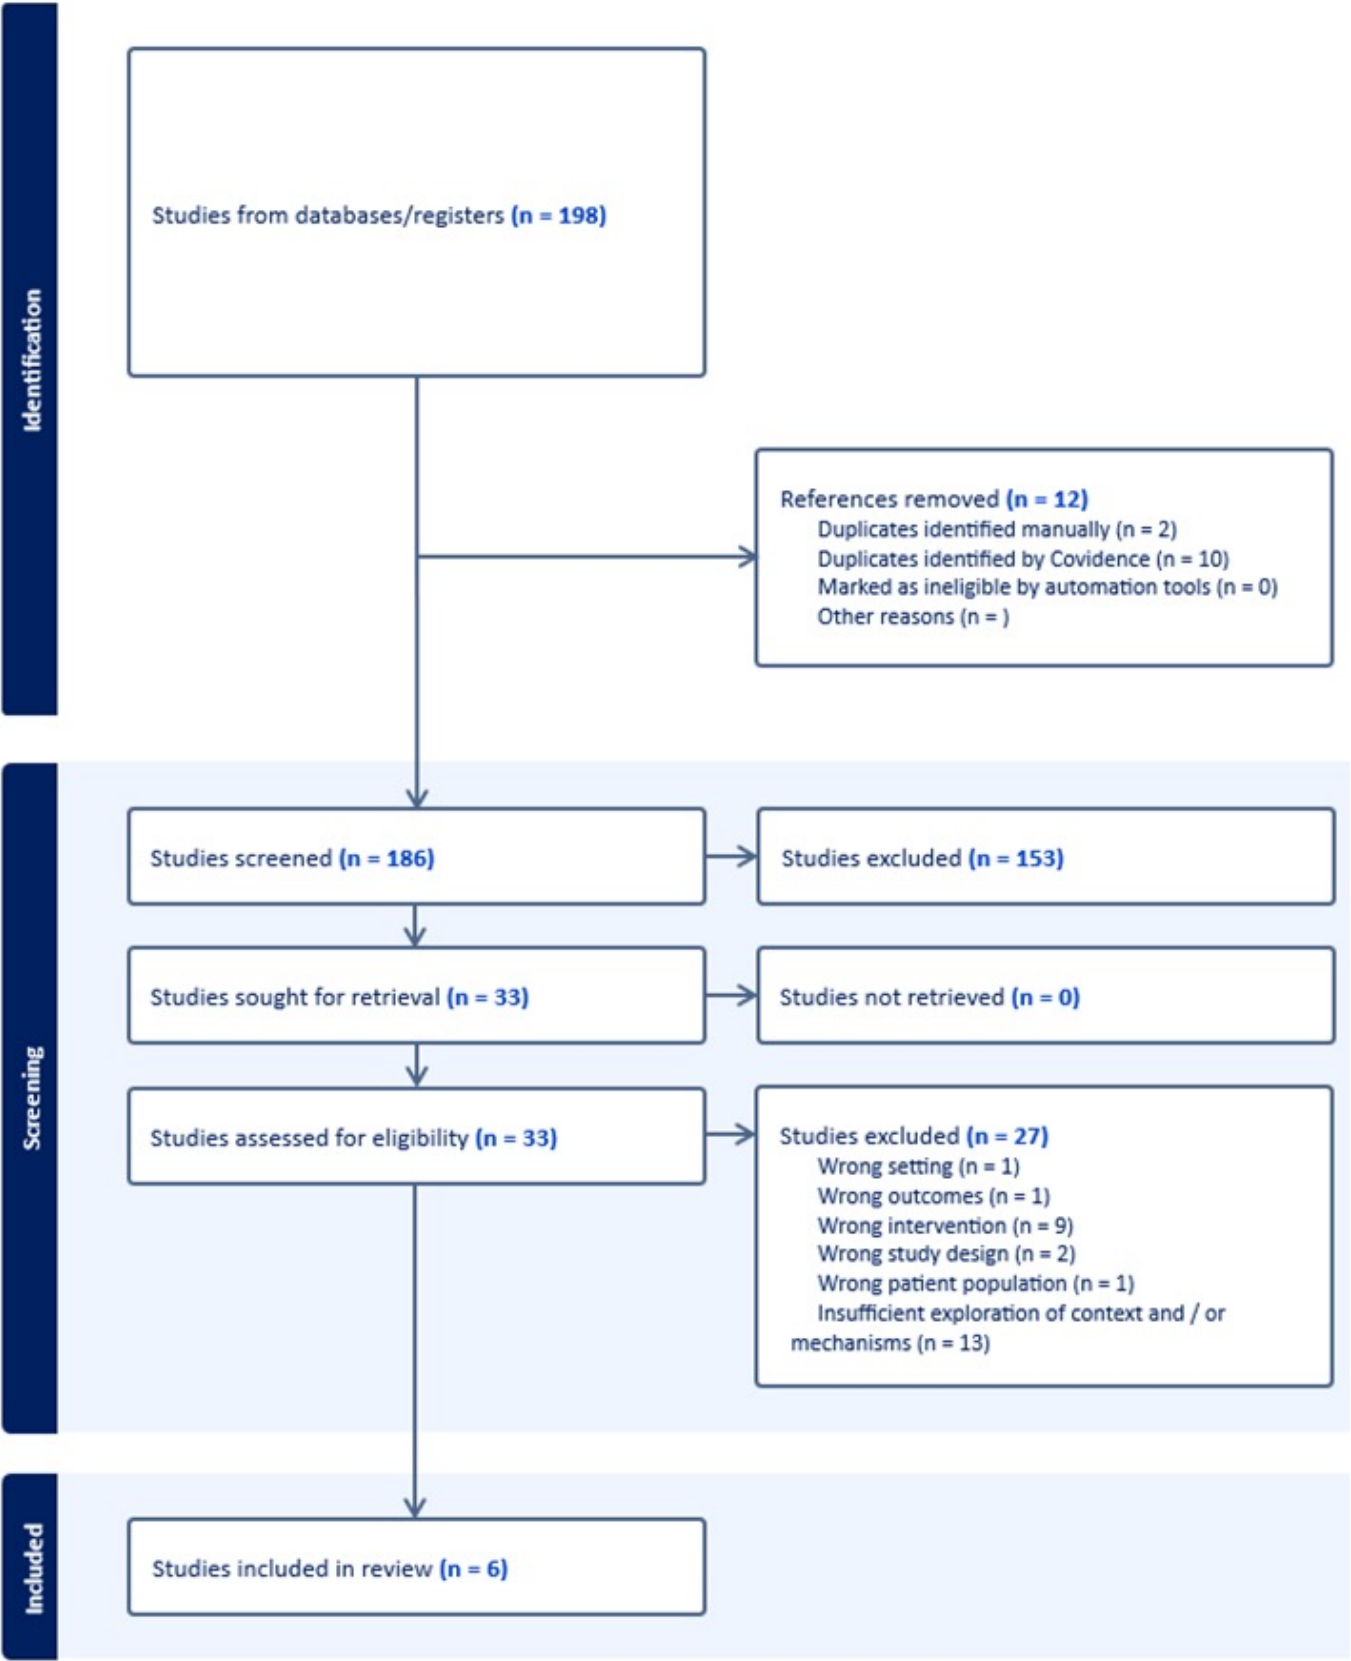 Identification
Studies from databases/registers (n = 198)
References removed (n = 12)
Duplicates identified manually (n = 2)
Duplicates identified by Covidence (n = 10)
Marked as ineligible by automation tools (n = 0)
Other reasons (n = )
Screening
Studies screened (n = 186)
Studies excluded (n = 153)
Studies sought for retrieval (n = 33)
Studies not retrieved (n = 0)
Studies assessed for eligibility (n = 33)
Studies excluded (n = 27)
Wrong setting (n = 1)
Wrong outcomes (n = 1)
Wrong intervention (n = 9)
Wrong study design (n = 2)
Wrong patient population (n = 1)
Insufficient exploration of context and / or
mechanisms (n = 13)
Included
Studies included in review (n = 6)